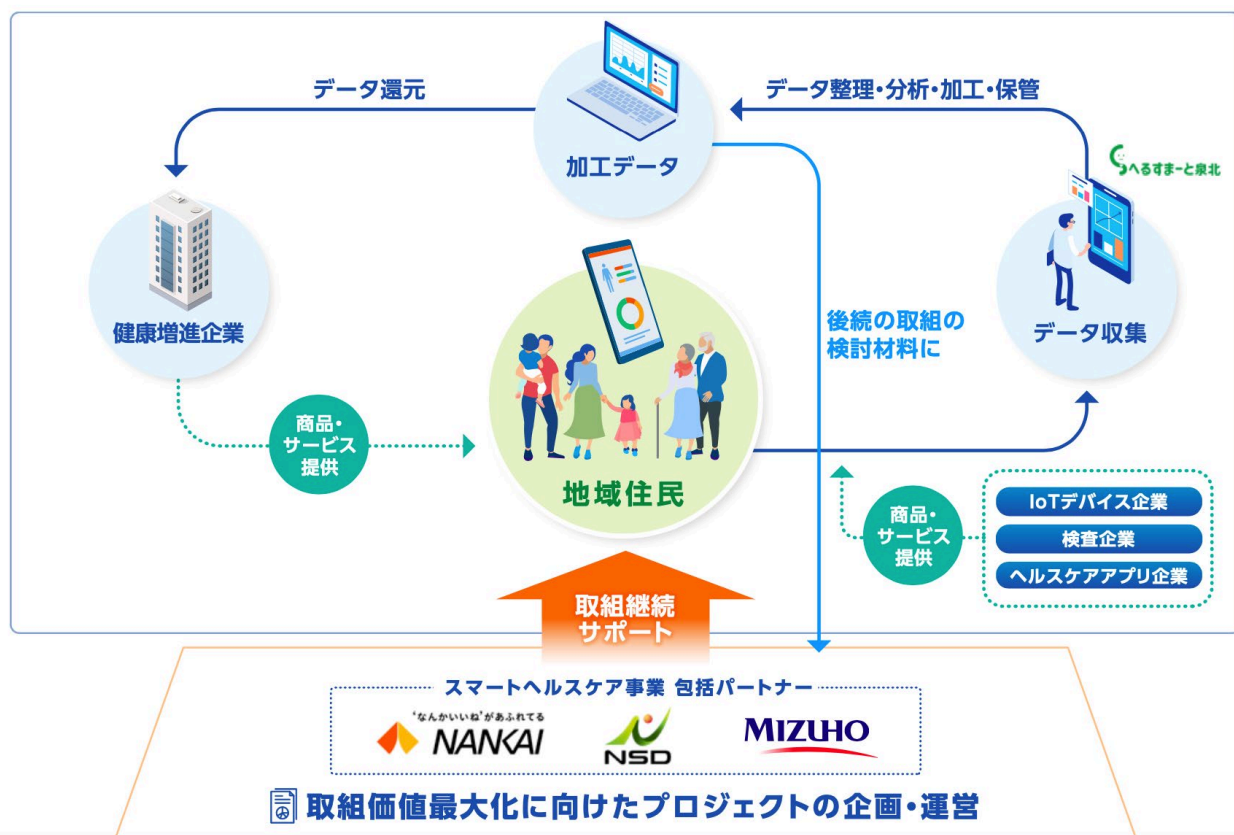 データ還元
データ整理・分析・加工・保管
加工データ
へるすまーと泉北
健康増進企業
データ収集
後続の取組の
検討材料に
商品・
サービス
提供
地域住民
商品・
サービス
提供
IoTデバイス企業
検査企業
ヘルスケアアプリ企業
取組継続
サポート
スマートヘルスケア事業 包括パートナー
‘なんかいいね’があふれてる
NANKAI
NSD
MIZUHO
取組価値最大化に向けたプロジェクトの企画・運営